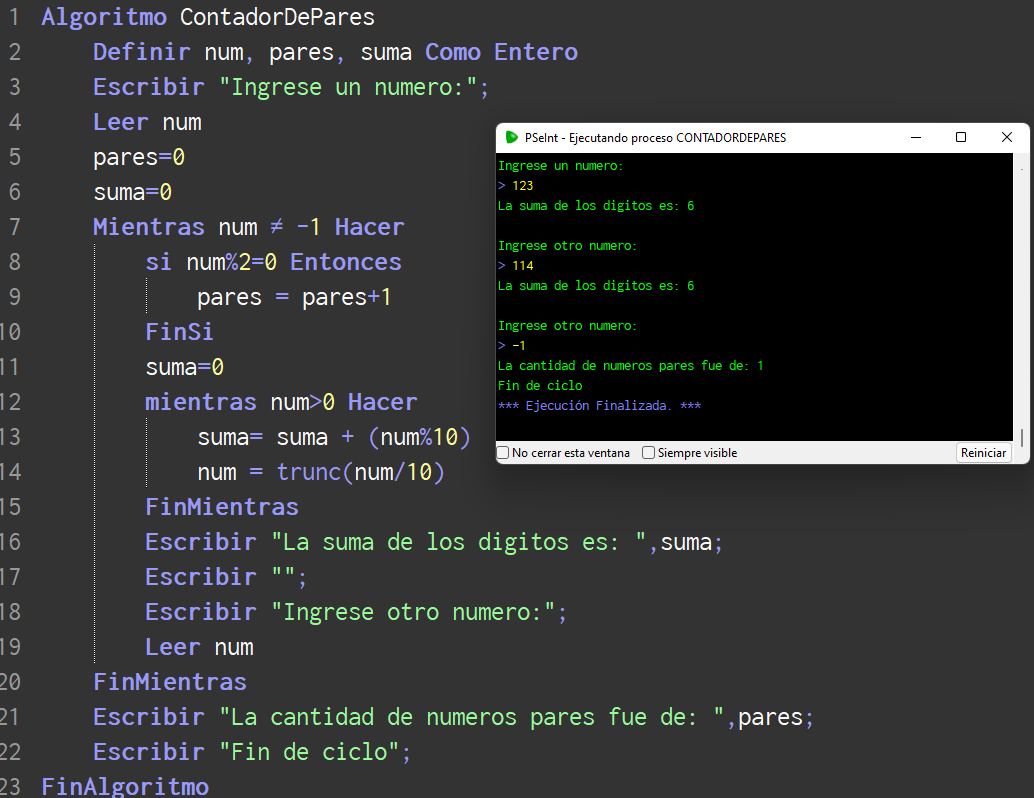 1 Algoritmo ContadorDePares
2 Definir num, pares, suma Como Entero
3 Escribir "Ingrese un numero:";
4 Leer num
5 pares=0
6 suma=0
7 Mientras num ≠ -1 Hacer
8 si num%2=0 Entonces
9 pares = pares+1
10 FinSi
11 suma=0
12 mientras num>0 Hacer
13 suma= suma + (num%10)
14 num = trunc(num/10)
15 FinMientras
16 Escribir "La suma de los digitos es: ",suma;
17 Escribir "";
18 Escribir "Ingrese otro numero:";
19 Leer num
20 FinMientras
21 Escribir "La cantidad de numeros pares fue de: ",pares;
22 Escribir "Fin de ciclo";
23 FinAlgoritmo
PSeInt - Ejecutando proceso CONTADORDEPARES
Ingrese un numero:
> 123
La suma de los digitos es: 6
Ingrese otro numero:
> 114
La suma de los digitos es: 6
Ingrese otro numero:
> -1
La cantidad de numeros pares fue de: 1
Fin de ciclo
*** Ejecución Finalizada. ***
No cerrar esta ventana Siempre visible Reiniciar